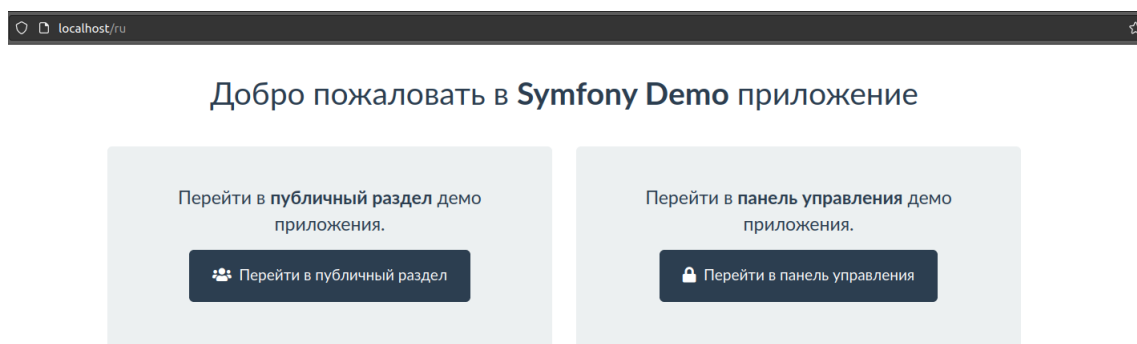 localhost/ru
Добро пожаловать в Symfony Demo приложение
Перейти в публичный раздел демо
приложения.
Перейти в публичный раздел
Перейти в панель управления демо
приложения.
Перейти в панель управления